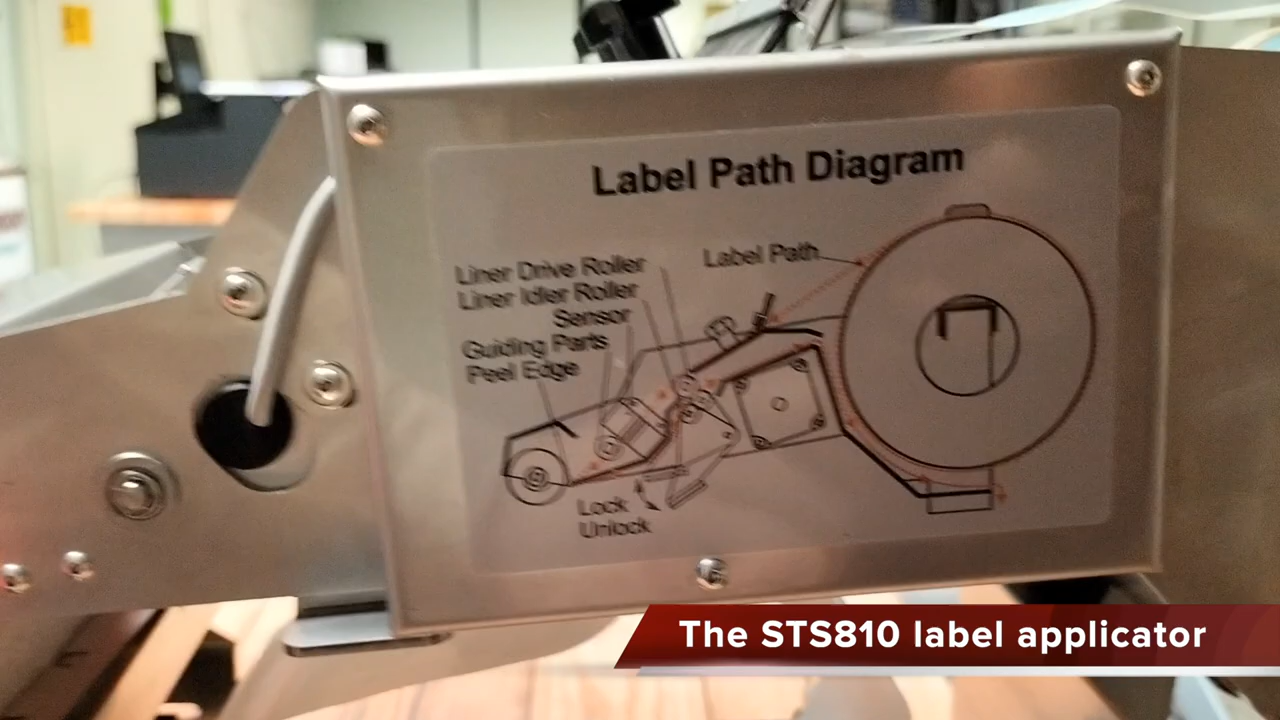 Label Path Diagram
Label Path
Liner Drive Roller
Liner Idler Roller
Sensor
Guiding Parts
Peel Edge
Lock
Unlock
The STS810 label applicator